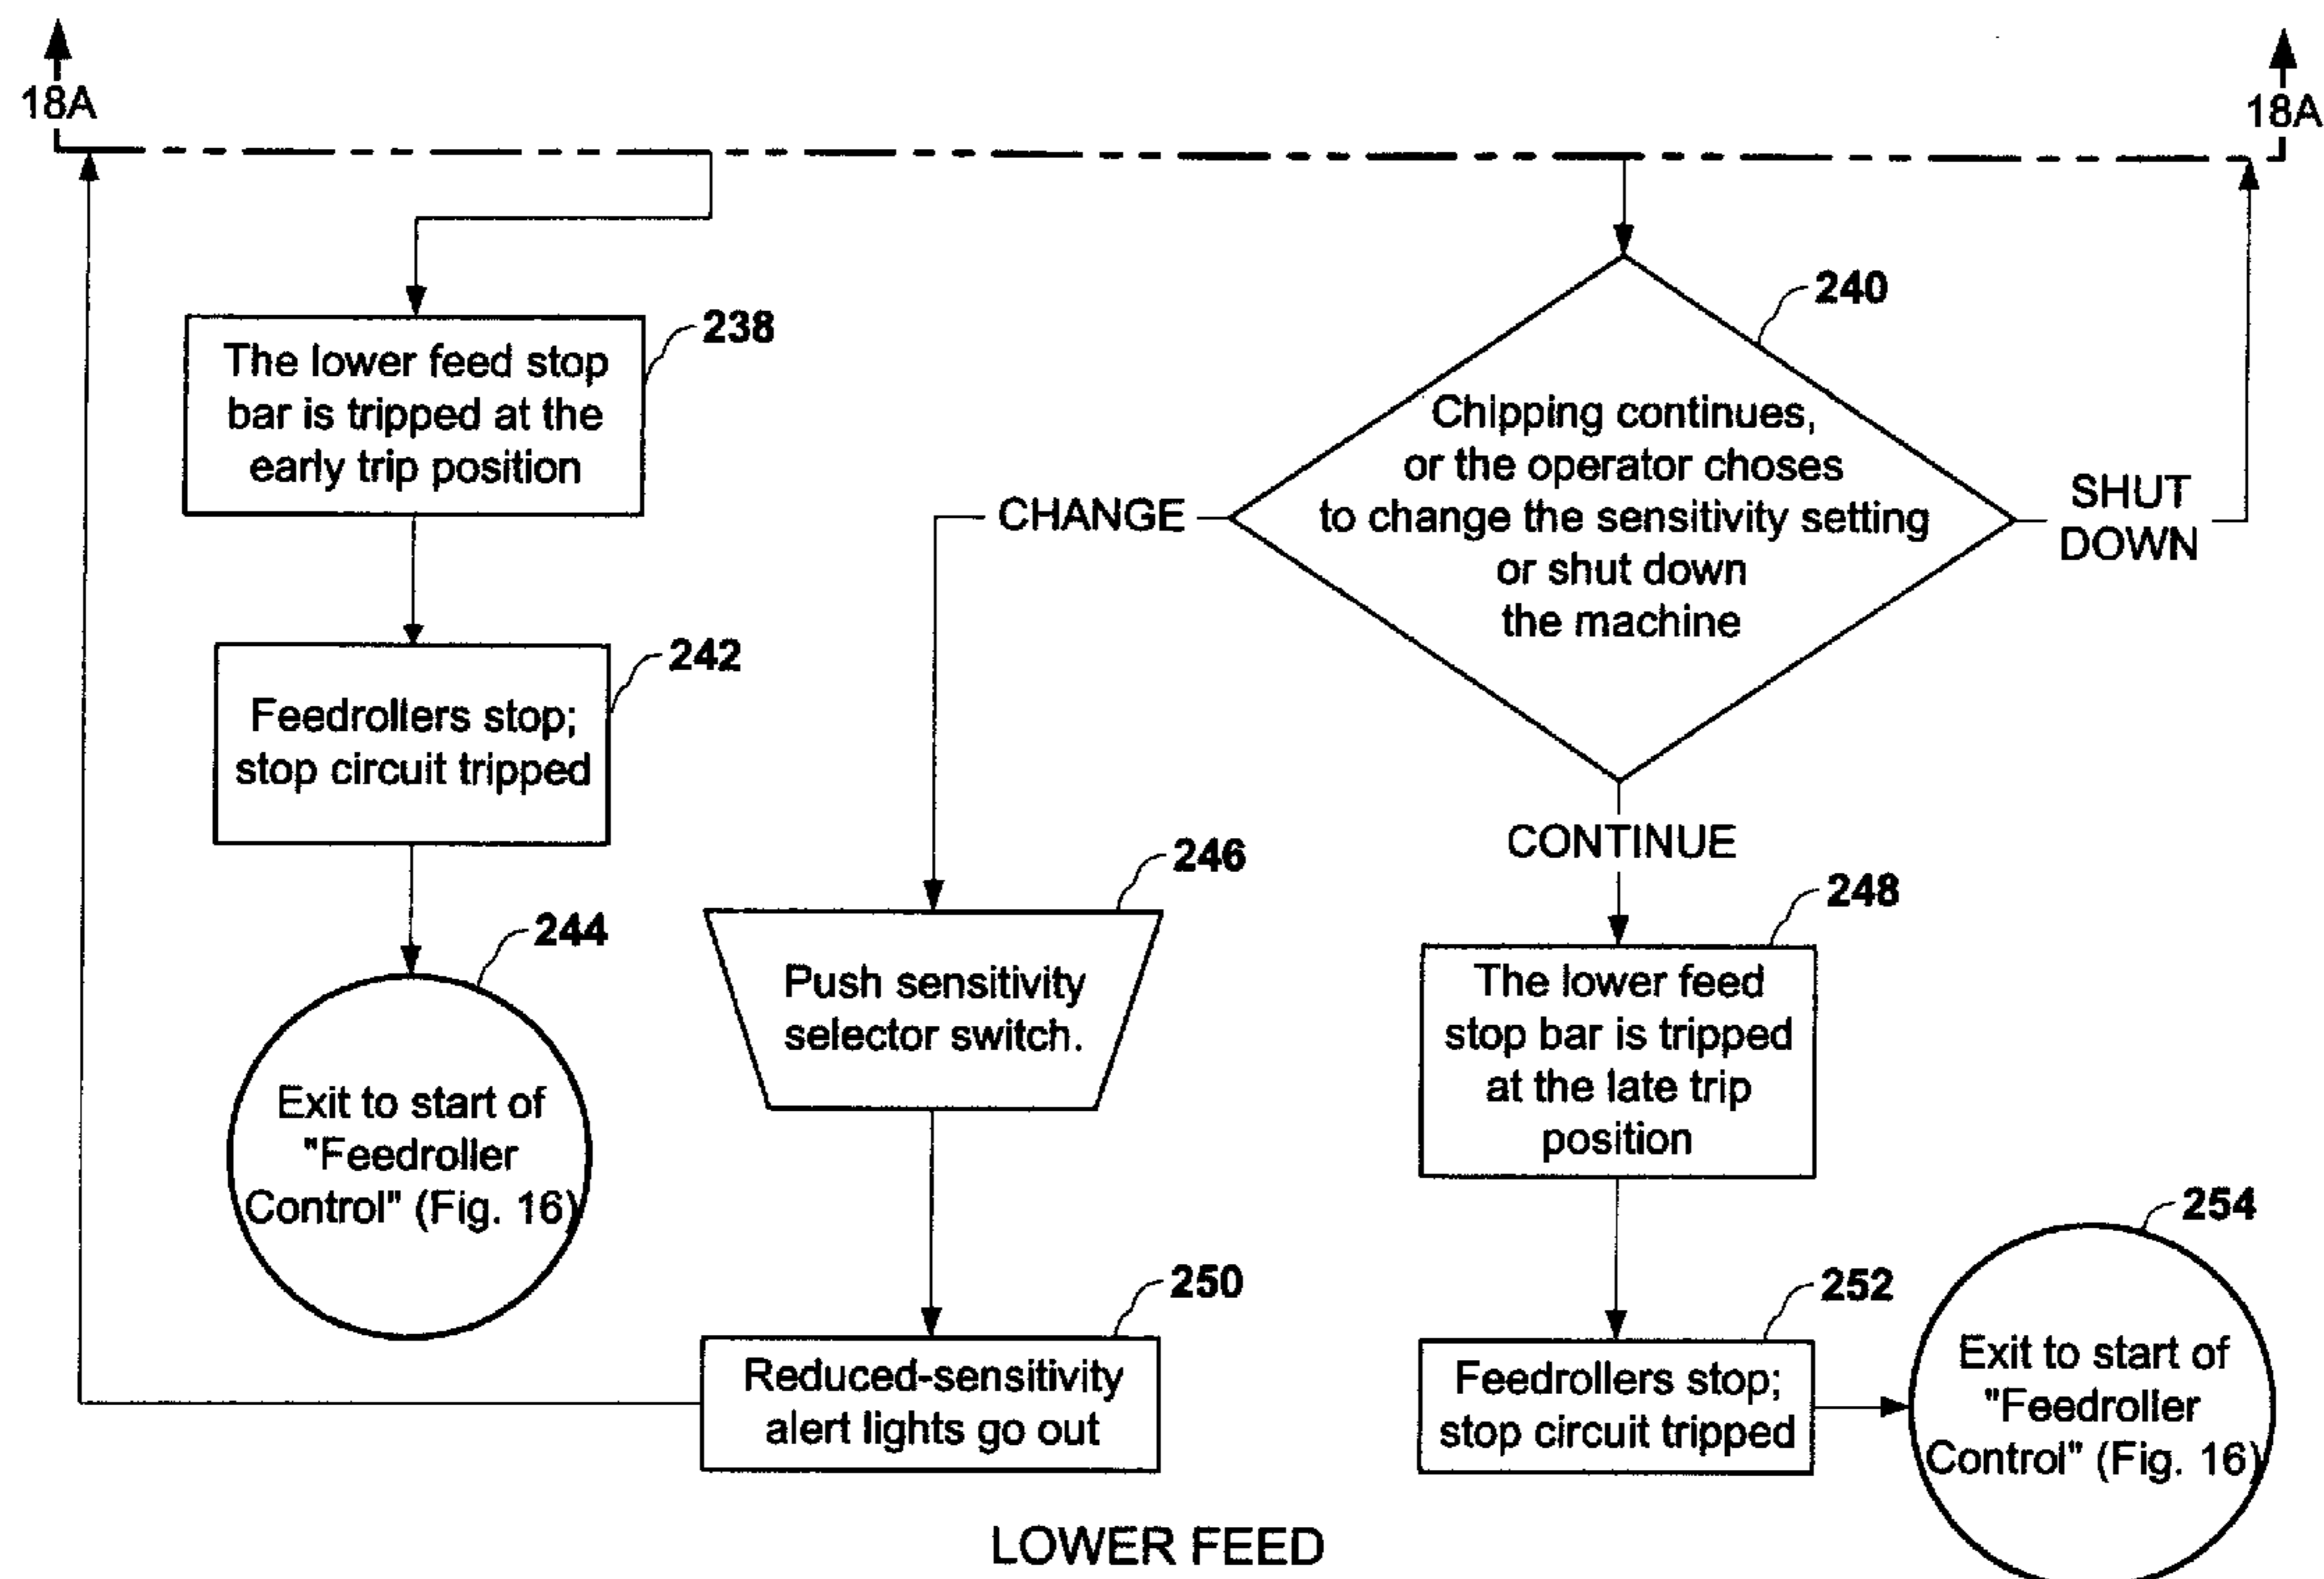 18A
18A
238
The lower feed stop
bar is tripped at the
early trip position
240
Chipping continues,
or the operator choses
to change the sensitivity setting
or shut down
the machine
CHANGE
SHUT
DOWN
242
Feedrollers stop;
stop circuit tripped
CONTINUE
244
Exit to start of
"Feedroller
Control" (Fig. 16)
246
Push sensitivity
selector switch.
248
The lower feed
stop bar is tripped
at the late trip
position
250
Reduced-sensitivity
alert lights go out
252
Feedrollers stop;
stop circuit tripped
254
Exit to start of
"Feedroller
Control" (Fig. 16)
LOWER FEED